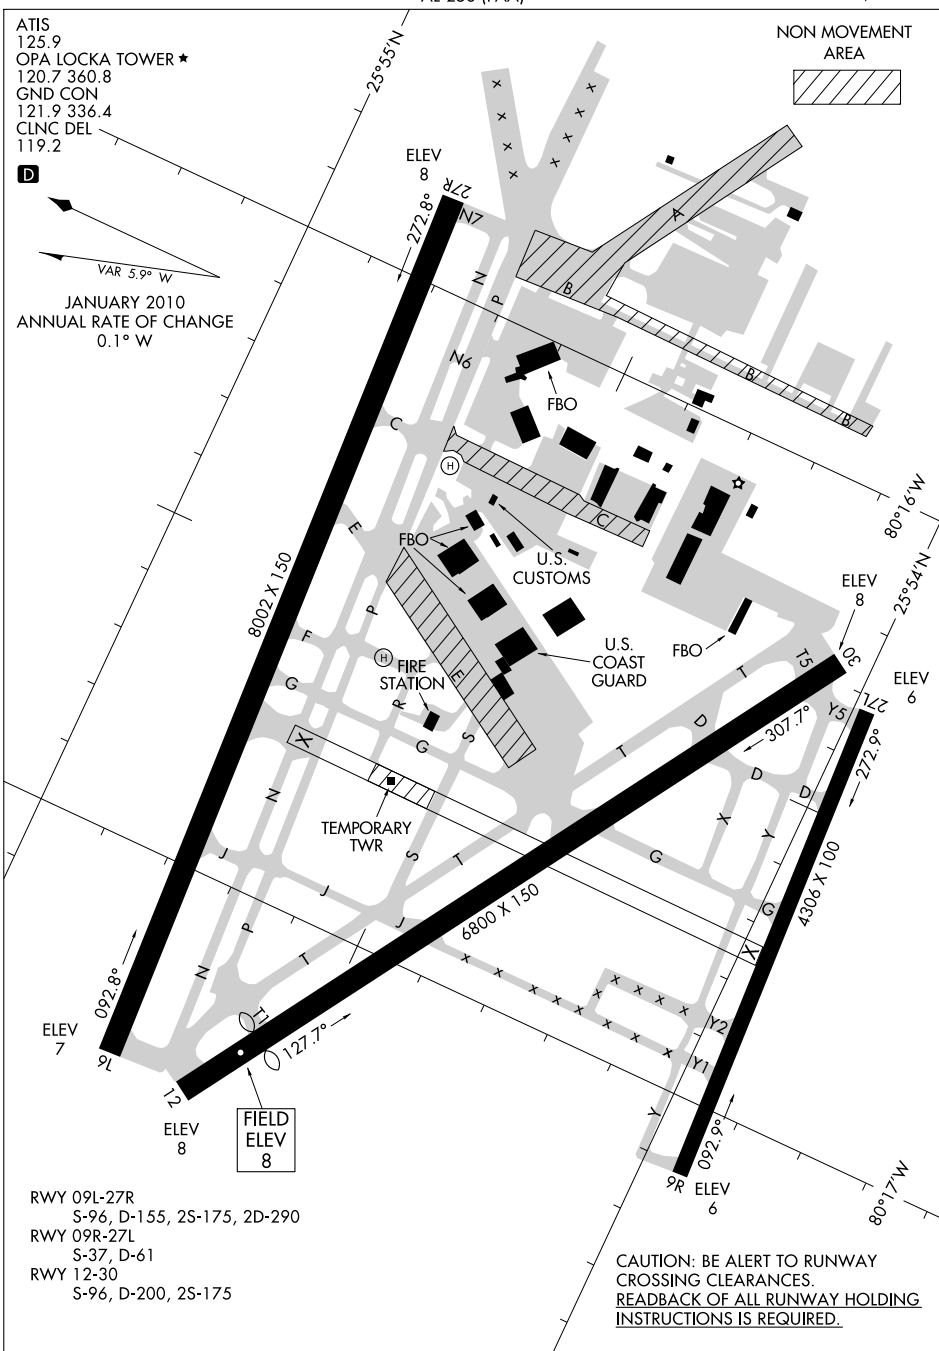 ATIS
125.9
OPA LOCKA TOWER ★
120.7 360.8
GND CON
121.9 336.4
CLNC DEL
119.2
D
VAR 5.9° W
JANUARY 2010
ANNUAL RATE OF CHANGE
0.1° W
25°55'N
NON MOVEMENT
AREA
ELEV
8
27R
272.8°
N7
A
N
P
B
N6
FBO
B
B
C
H
C
80°16'W
E
FBO
U.S.
CUSTOMS
25°54'N
8002 X 150
ELEV
8
P
F
H
FIRE
STATION
E
U.S.
COAST
GUARD
FBO
T
T5
30
ELEV
6
G
R
G
S
D
307.7°
Y5
27L
272.9°
X
T
D
D
N
TEMPORARY
TWR
X
Y
J
J
S
T
G
4306 X 100
J
6800 X 150
G
P
T
X
N
092.8°
T1
127.7°
Y2
Y1
ELEV
7
9L
12
Y
ELEV
8
FIELD
ELEV
8
092.9°
9R
ELEV
6
80°17'W
RWY 09L-27R
S-96, D-155, 2S-175, 2D-290
RWY 09R-27L
S-37, D-61
RWY 12-30
S-96, D-200, 2S-175
CAUTION: BE ALERT TO RUNWAY
CROSSING CLEARANCES.
READBACK OF ALL RUNWAY HOLDING
INSTRUCTIONS IS REQUIRED.